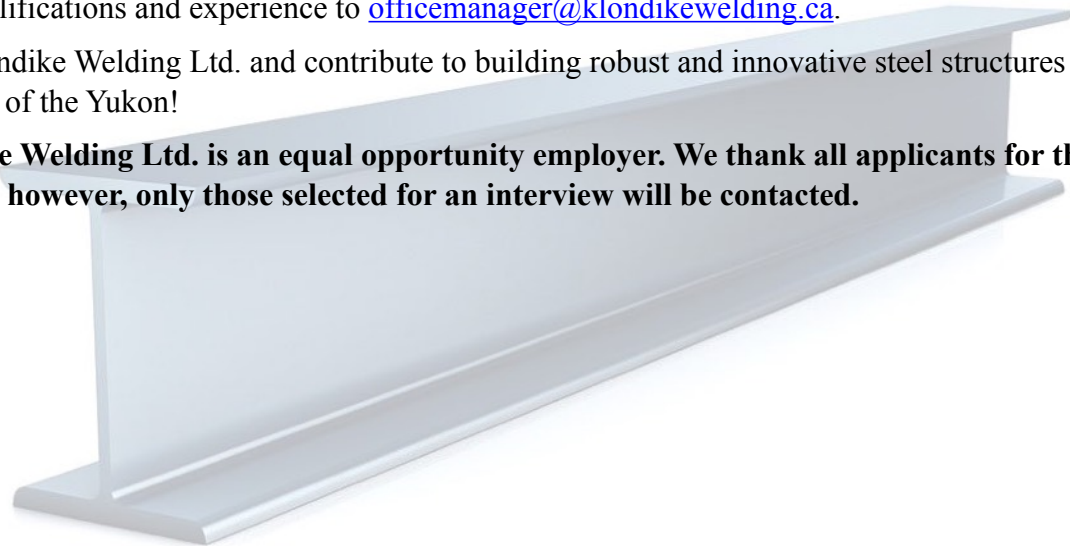 lifications and experience to officemanager@klondikewelding.ca.
ndike Welding Ltd. and contribute to building robust and innovative steel structures
of the Yukon!
e Welding Ltd. is an equal opportunity employer. We thank all applicants for th
however, only those selected for an interview will be contacted.